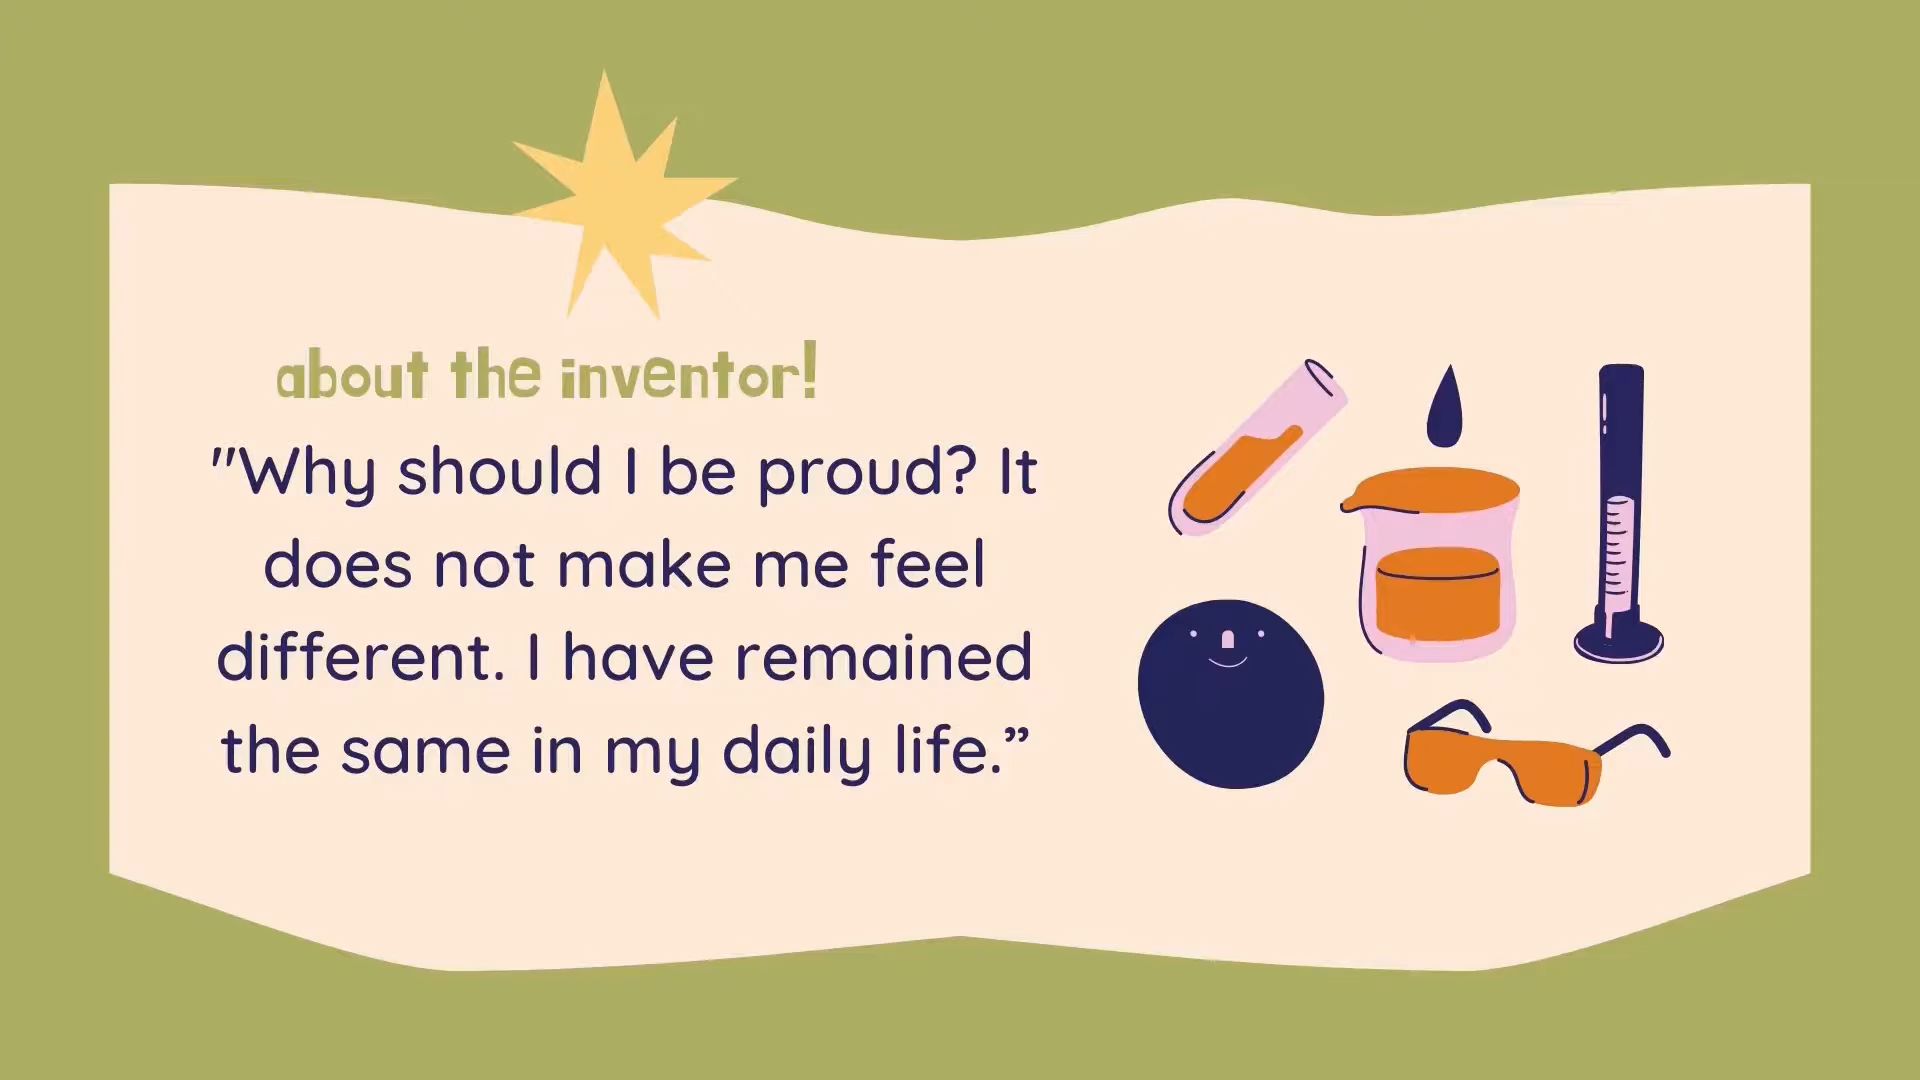 about the inventor!
"Why should I be proud? It
does not make me feel
different. I have remained
the same in my daily life.”